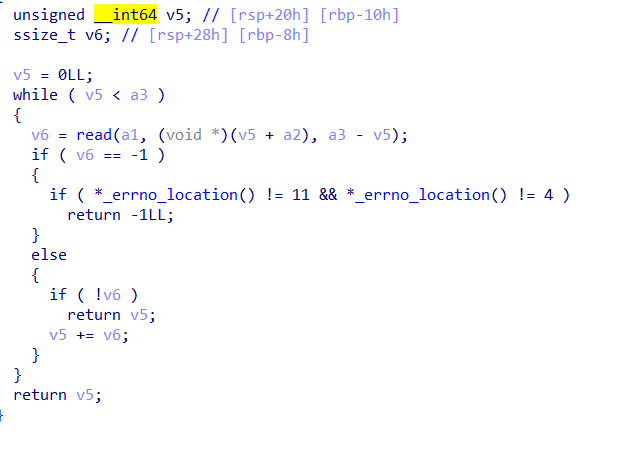 unsigned __int64 v5; // [rsp+20h] [rbp-10h]
ssize_t v6; // [rsp+28h] [rbp-8h]

v5 = 0LL;
while ( v5 < a3 )
{
  v6 = read(a1, (void *)(v5 + a2), a3 - v5);
  if ( v6 == -1 )
  {
    if ( *_errno_location() != 11 && *_errno_location() != 4 )
      return -1LL;
  }
  else
  {
    if ( !v6 )
      return v5;
    v5 += v6;
  }
}
return v5;
}